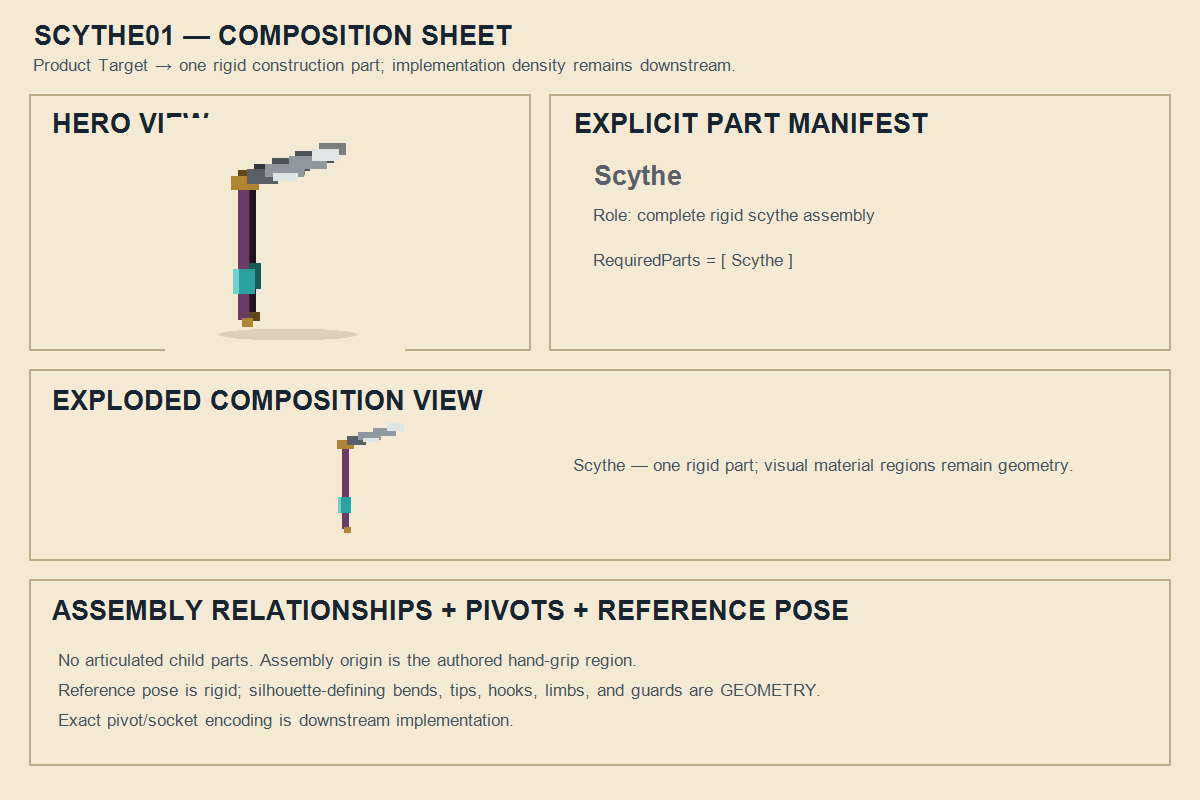 SCYTHE01 — COMPOSITION SHEET
Product Target → one rigid construction part; implementation density remains downstream.
HERO VIEW
EXPLICIT PART MANIFEST
Scythe
Role: complete rigid scythe assembly
RequiredParts = [ Scythe ]
EXPLODED COMPOSITION VIEW
Scythe — one rigid part; visual material regions remain geometry.
ASSEMBLY RELATIONSHIPS + PIVOTS + REFERENCE POSE
No articulated child parts. Assembly origin is the authored hand-grip region.
Reference pose is rigid; silhouette-defining bends, tips, hooks, limbs, and guards are GEOMETRY.
Exact pivot/socket encoding is downstream implementation.